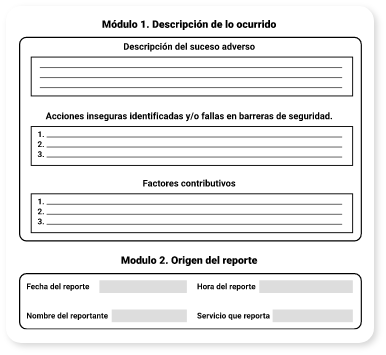 Módulo 1. Descripción de lo ocurrido
Descripción del suceso adverso
Acciones inseguras identificadas y/o fallas en barreras de seguridad.
1.
2.
3.
Factores contributivos
1.
2.
3.
Modulo 2. Origen del reporte
Fecha del reporte Hora del reporte
Nombre del reportante Servicio que reporta